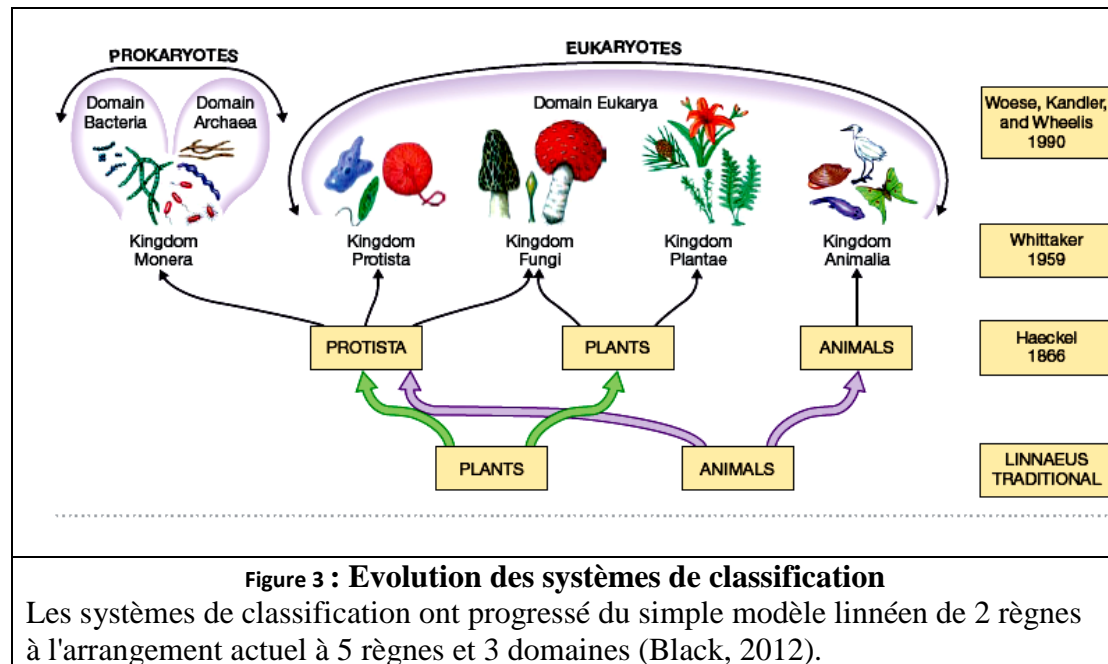 PROKARYOTES
EUKARYOTES
Domain
Bacteria
Domain
Archaea
Domain Eukarya
Woese, Kandler,
and Wheelis
1990
Kingdom
Monera
Kingdom
Protista
Kingdom
Fungi
Kingdom
Plantae
Kingdom
Animalia
Whittaker
1959
PROTISTA
PLANTS
ANIMALS
Haeckel
1866
PLANTS
ANIMALS
LINNAEUS
TRADITIONAL
Figure 3 : Evolution des systèmes de classification
Les systèmes de classification ont progressé du simple modèle linnéen de 2 règnes
à l'arrangement actuel à 5 règnes et 3 domaines (Black, 2012).